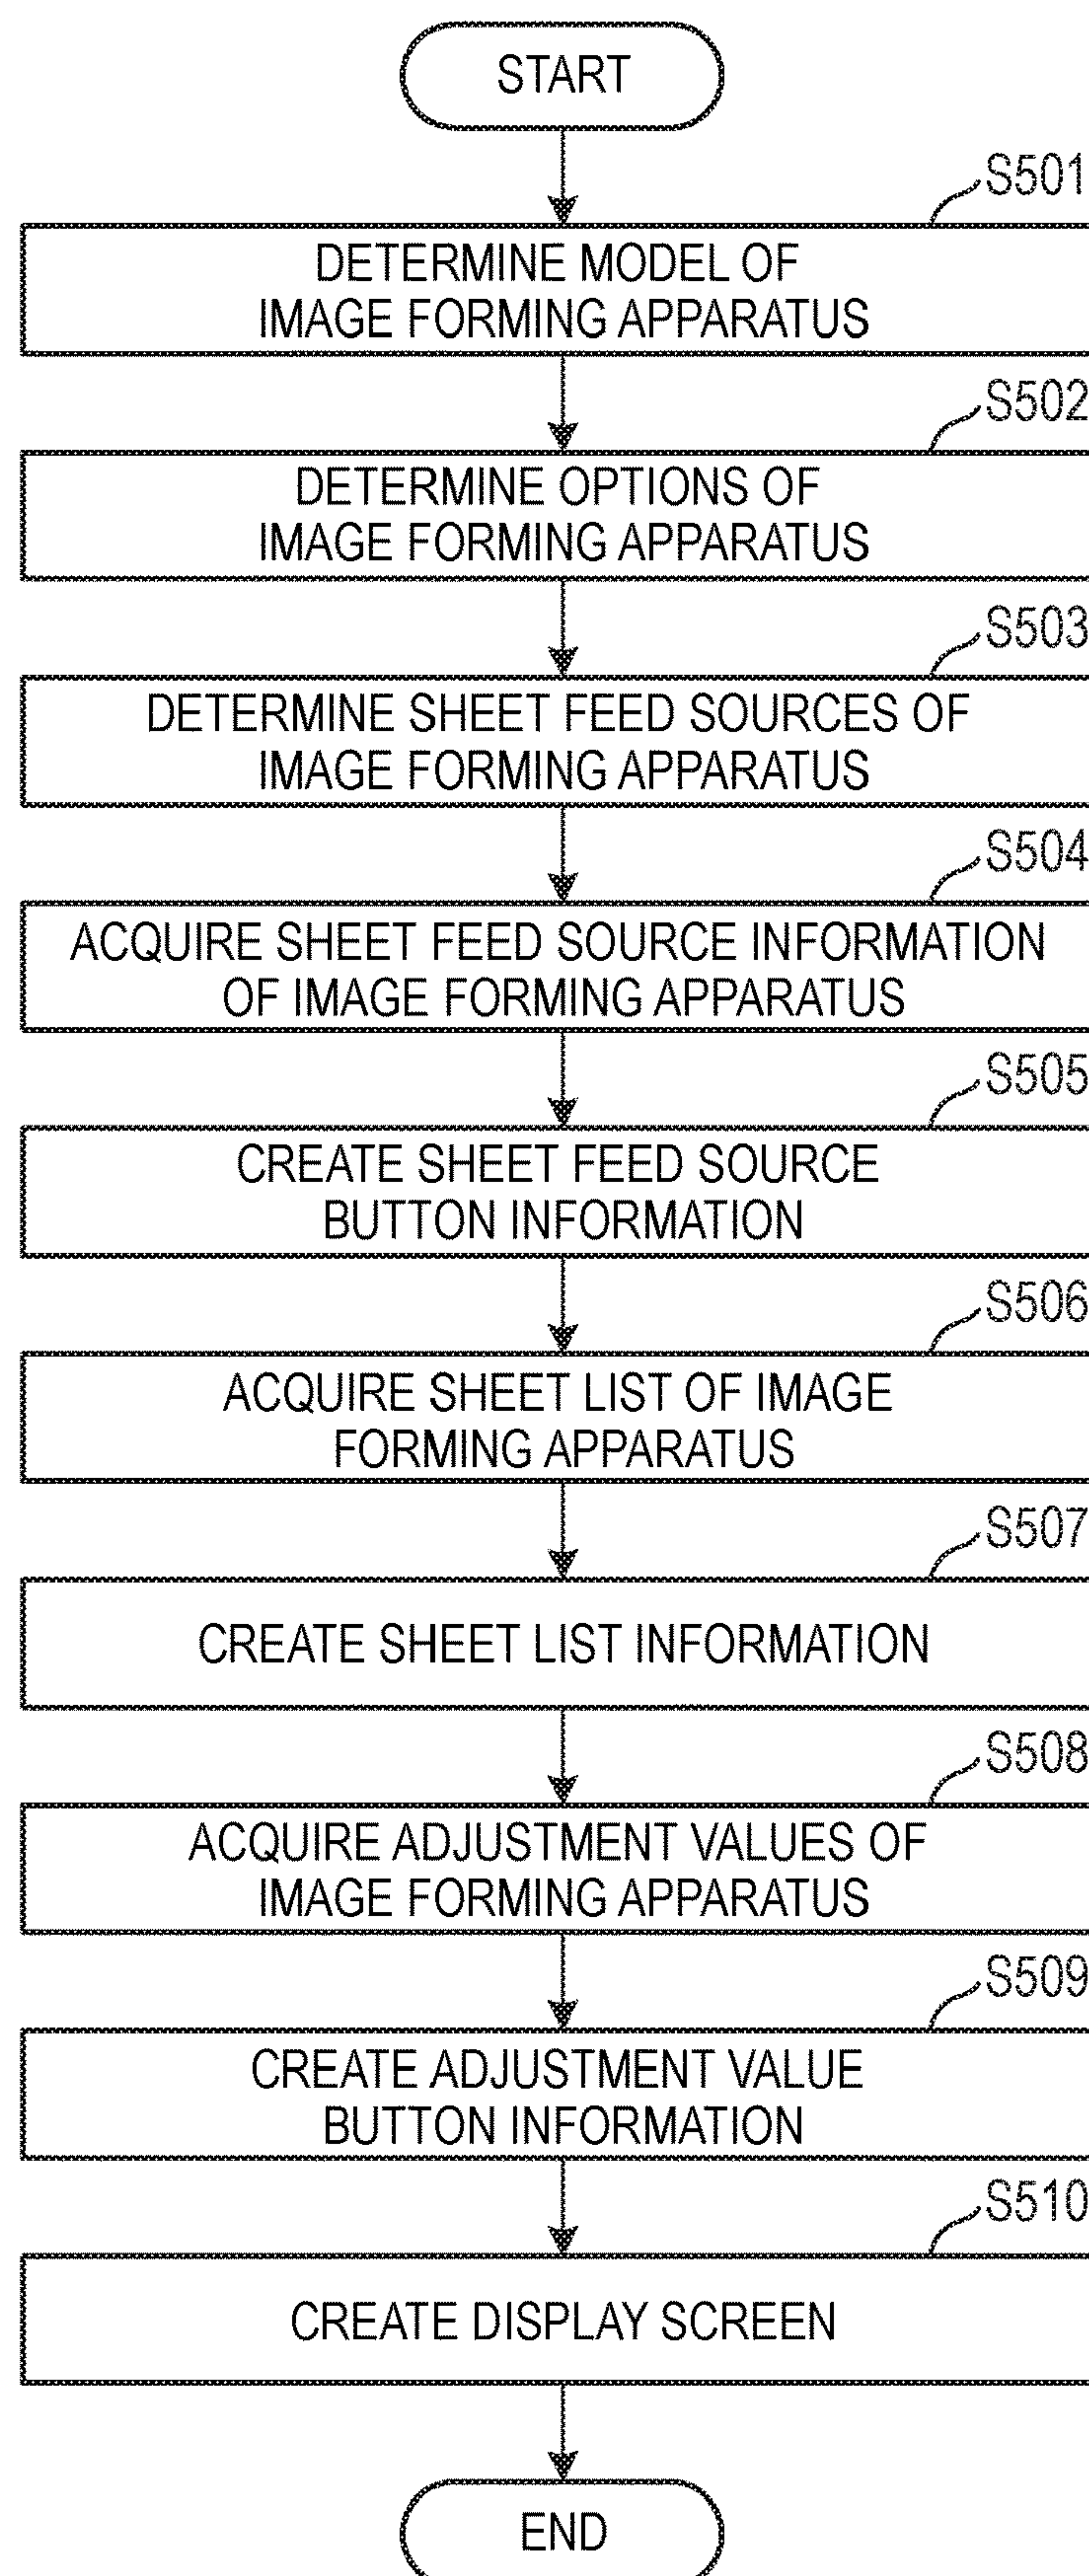 START
S501
DETERMINE MODEL OF
IMAGE FORMING APPARATUS
S502
DETERMINE OPTIONS OF
IMAGE FORMING APPARATUS
S503
DETERMINE SHEET FEED SOURCES OF
IMAGE FORMING APPARATUS
S504
ACQUIRE SHEET FEED SOURCE INFORMATION
OF IMAGE FORMING APPARATUS
S505
CREATE SHEET FEED SOURCE
BUTTON INFORMATION
S506
ACQUIRE SHEET LIST OF IMAGE
FORMING APPARATUS
S507
CREATE SHEET LIST INFORMATION
S508
ACQUIRE ADJUSTMENT VALUES OF
IMAGE FORMING APPARATUS
S509
CREATE ADJUSTMENT VALUE
BUTTON INFORMATION
S510
CREATE DISPLAY SCREEN
END